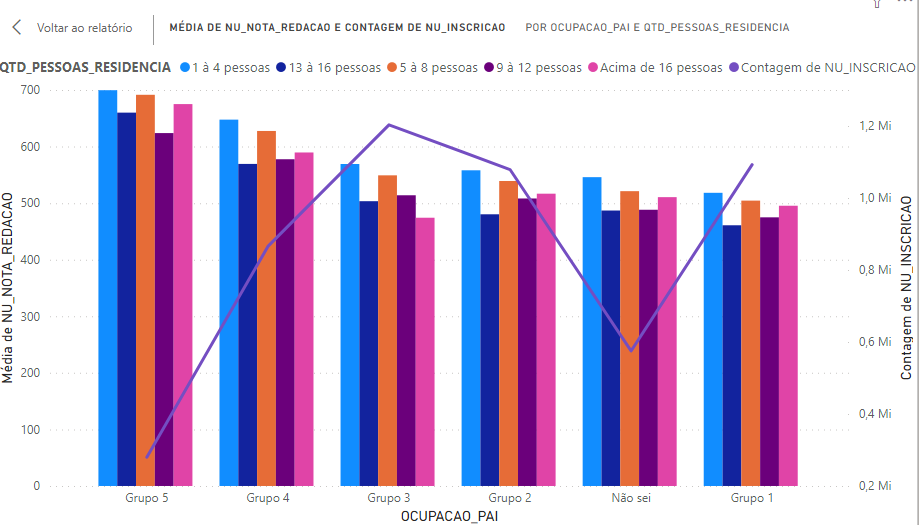 Voltar ao relatório
MÉDIA DE NU_NOTA_REDACAO E CONTAGEM DE NU_INSCRICAO
POR OCUPACAO_PAI E QTD_PESSOAS_RESIDENCIA
QTD_PESSOAS_RESIDENCIA 1 à 4 pessoas 13 à 16 pessoas 5 à 8 pessoas 9 à 12 pessoas Acima de 16 pessoas Contagem de NU_INSCRICAO
Média de NU_NOTA_REDACAO
700
600
500
400
300
200
100
0
1,2 Mi
1,0 Mi
0,8 Mi
0,6 Mi
0,4 Mi
0,2 Mi
Contagem de NU_INSCRICAO
Grupo 5 Grupo 4 Grupo 3 Grupo 2 Não sei Grupo 1
OCUPACAO_PAI